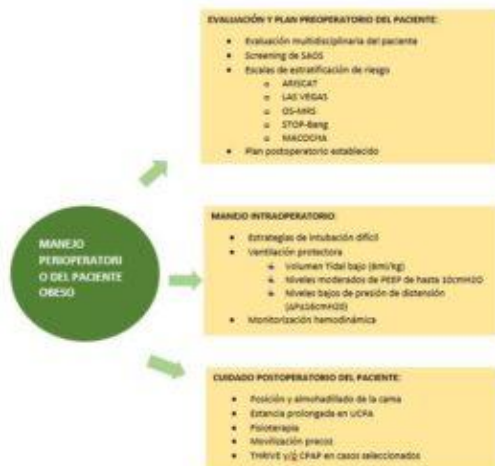 EVALUACIÓN Y PLAN PREOPERATORIO DEL PACIENTE:
Evaluación multidisciplinaria del paciente
Screening de SAOS
Escalas de estratificación de riesgo
ARISCAT
LAS VEGAS
OS-MRS
STOP-Bang
MACOCHA
Plan postoperatorio establecido
MANEJO
PERIOPERATORI
O DEL PACIENTE
OBESO
MANEJO INTRAOPERATORIO:
Estrategias de intubación difícil
Ventilación protectora
Volumen Tidal bajo (8ml/kg)
Niveles moderados de PEEP de hasta 10cmH2O
Niveles bajos de presión de distensión
(ΔP≤16cmH20)
Monitorización hemodinámica
CUIDADO POSTOPERATORIO DEL PACIENTE:
Posición y almohadillado de la cama
Estancia prolongada en UCPA
Fisioterapia
Movilización precoz
THRIVE y/ó CPAP en casos seleccionados